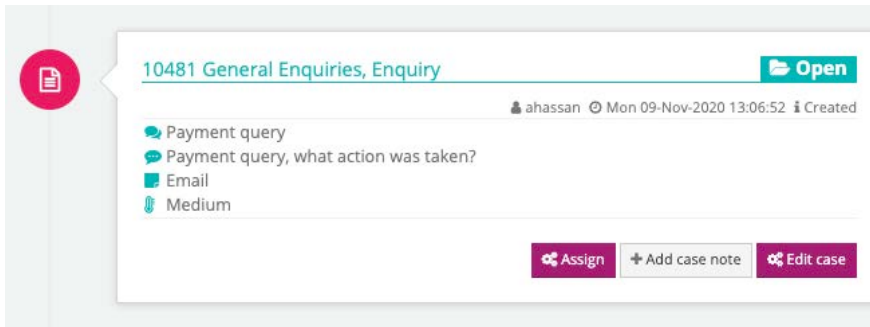 10481 General Enquiries, Enquiry
Open
ahassan Mon 09-Nov-2020 13:06:52 Created
Payment query
Payment query, what action was taken?
Email
Medium
Assign + Add case note Edit case